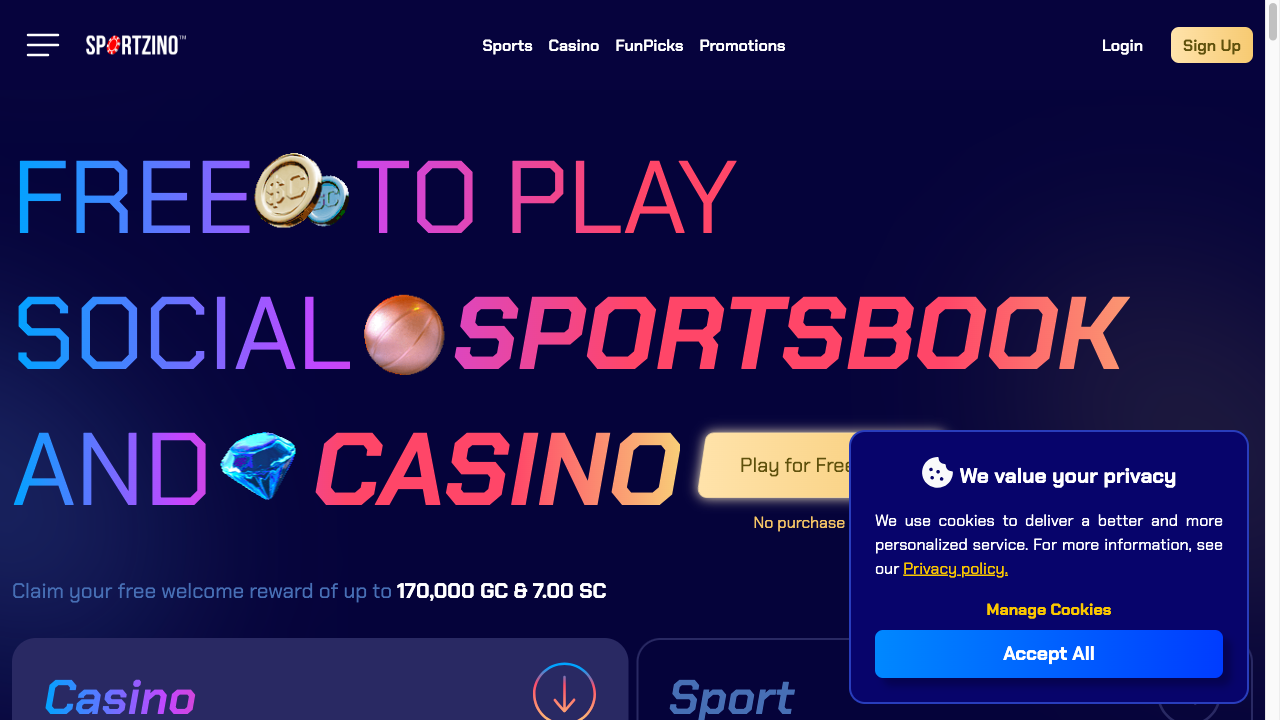 SPORTZINO™
Sports Casino FunPicks Promotions
Login Sign Up
FREE TO PLAY
SOCIAL SPORTSBOOK
AND CASINO
Play for Free
No purchase
Claim your free welcome reward of up to 170,000 GC & 7.00 SC
Casino
Sport
We value your privacy
We use cookies to deliver a better and more
personalized service. For more information, see
our Privacy policy.
Manage Cookies
Accept All